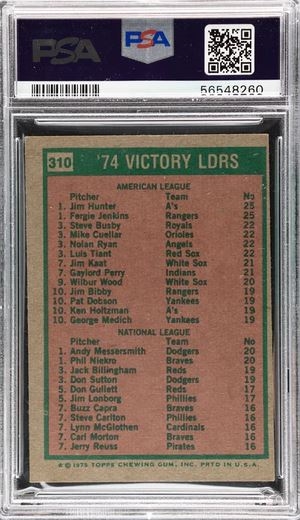 PSA
PSA
56548260
310
'74 VICTORY LDRS
AMERICAN LEAGUE
Pitcher Team No
1. Jim Hunter A's 25
1. Fergie Jenkins Rangers 25
3. Steve Busby Royals 22
3. Mike Cuellar Orioles 22
3. Nolan Ryan Angels 22
3. Luis Tiant Red Sox 22
7. Jim Kaat White Sox 21
7. Gaylord Perry Indians 21
9. Wilbur Wood White Sox 20
10. Jim Bibby Rangers 19
10. Pat Dobson Yankees 19
10. Ken Holtzman A's 19
10. George Medich Yankees 19
NATIONAL LEAGUE
Pitcher Team No
1. Andy Messersmith Dodgers 20
1. Phil Niekro Braves 20
3. Jack Billingham Reds 19
3. Don Sutton Dodgers 19
5. Don Gullett Reds 17
5. Jim Lonborg Phillies 17
7. Buzz Capra Braves 16
7. Steve Carlton Phillies 16
7. Lynn McGlothen Cardinals 16
7. Carl Morton Braves 16
7. Jerry Reuss Pirates 16
© 1975 TOPPS CHEWING GUM, INC. PRTD IN U.S.A.